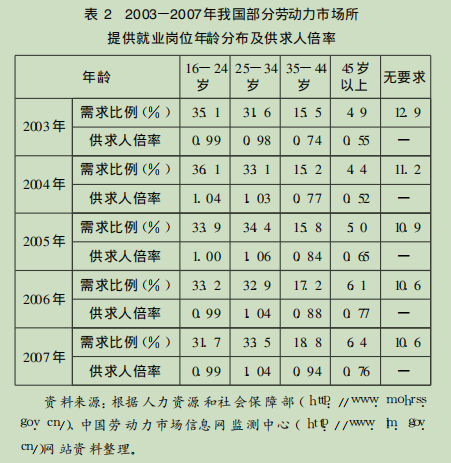 表 2 2003—2007年我国部分劳动力市场所
提供就业岗位年龄分布及供求人倍率
年龄 16—24岁 25—34岁 35—44岁 45岁以上 无要求
2003年 需求比例(%) 35.1 31.6 15.5 4.9 12.9
供求人倍率 0.99 0.98 0.74 0.55 —
2004年 需求比例(%) 36.1 33.1 15.2 4.4 11.2
供求人倍率 1.04 1.03 0.77 0.52 —
2005年 需求比例(%) 33.9 34.4 15.8 5.0 10.9
供求人倍率 1.00 1.06 0.84 0.65 —
2006年 需求比例(%) 33.2 32.9 17.2 6.1 10.6
供求人倍率 0.99 1.04 0.88 0.77 —
2007年 需求比例(%) 31.7 33.5 18.8 6.4 10.6
供求人倍率 0.99 1.04 0.94 0.76 —
资料来源:根据人力资源和社会保障部(http://www.mohrss.
gov.cn/)、中国劳动力市场信息网监测中心(http://www.lm.gov.
cn/)网站资料整理。